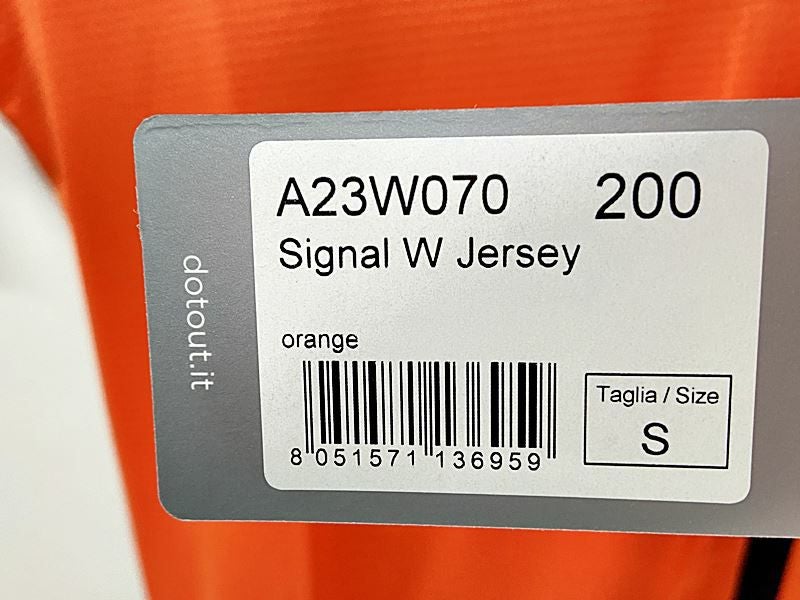 A23W070 200
Signal W Jersey
orange
8 051571 136959
Taglia / Size
S
dotout.it